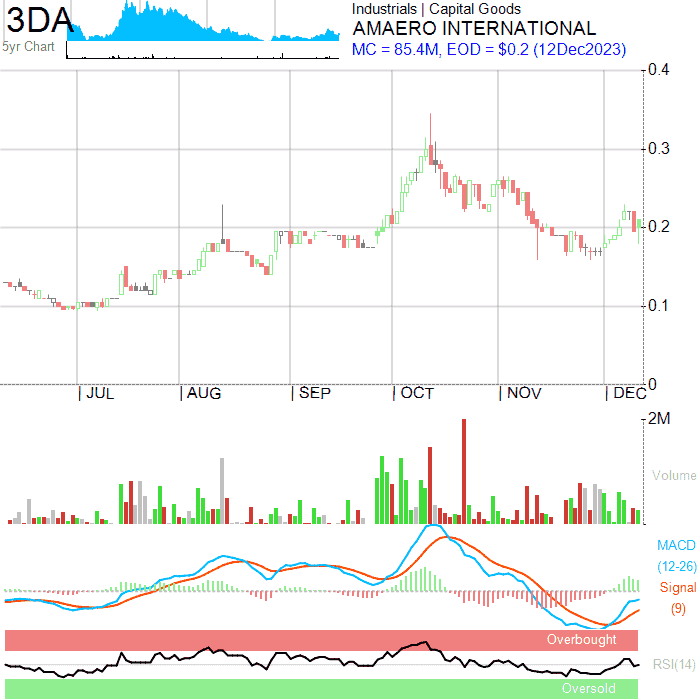 3DA
5yr Chart
Industrials | Capital Goods
AMAERO INTERNATIONAL
MC = 85.4M, EOD = $0.2 (12Dec2023)
0.4
0.3
0.2
0.1
0
| JUL | AUG | SEP | OCT | NOV | DEC
2M
Volume
MACD
(12-26)
Signal
(9)
Overbought
RSI(14)
Oversold